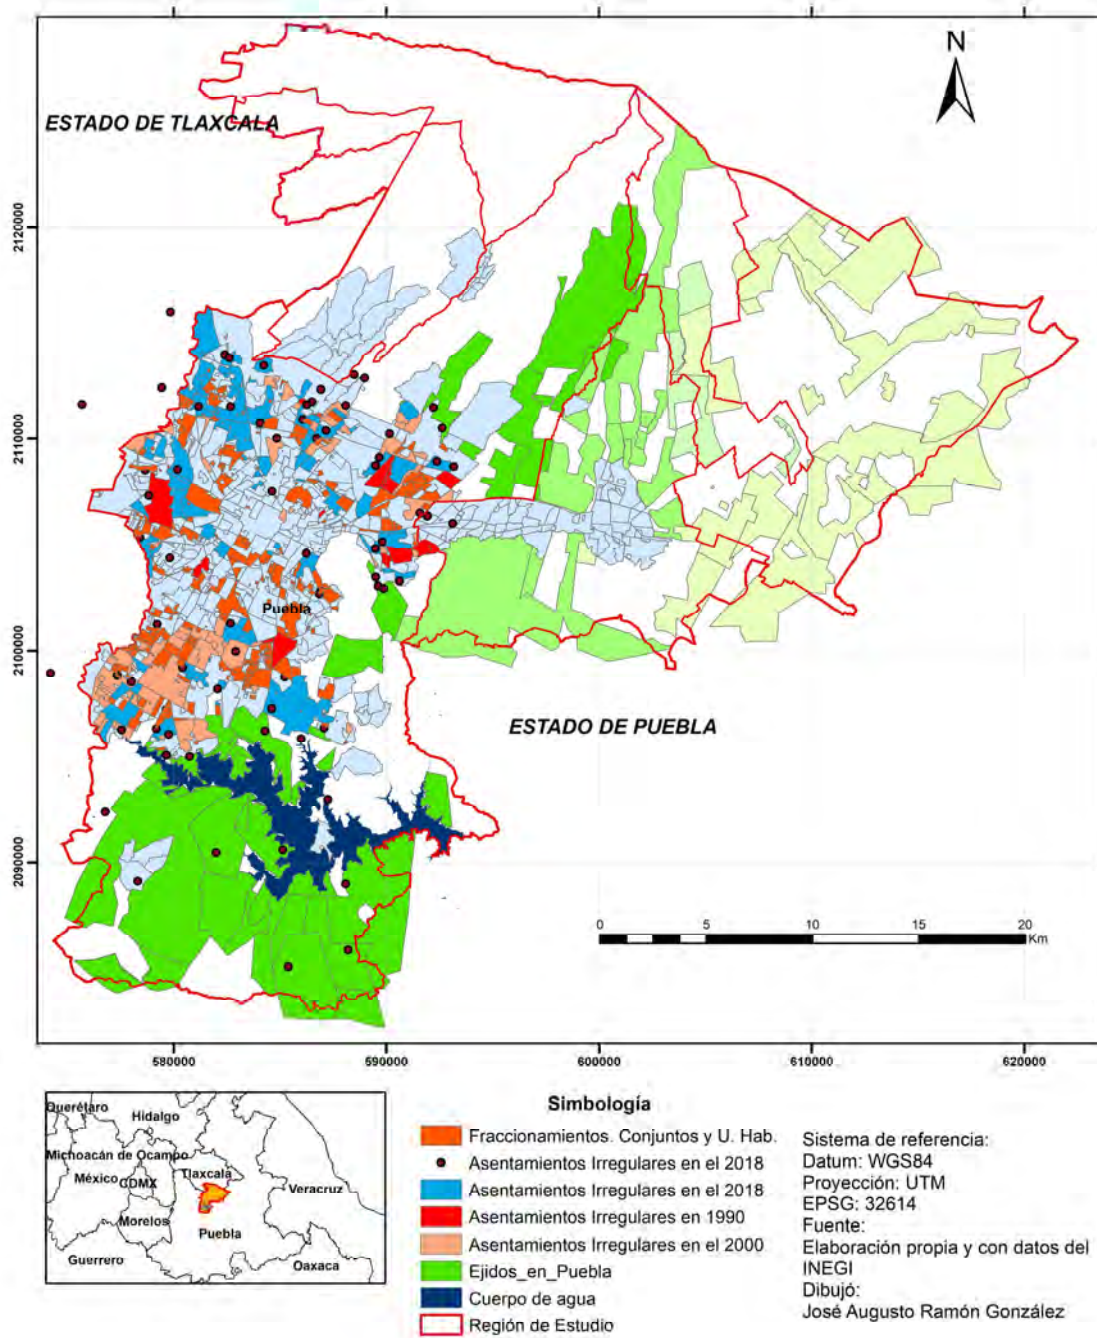 N
ESTADO DE TLAXCALA
2120000
2110000
Puebla
2100000
ESTADO DE PUEBLA
2090000
0 5 10 15 20
Km
580000 590000 600000 610000 620000
Querétaro
Hidalgo
Michoacán de Ocampo
México
CDMX
Tlaxcala
Veracruz
Morelos
Puebla
Guerrero
Oaxaca
Simbología
Fraccionamientos. Conjuntos y U. Hab.
Asentamientos Irregulares en el 2018
Asentamientos Irregulares en el 2018
Asentamientos Irregulares en 1990
Asentamientos Irregulares en el 2000
Ejidos_en_Puebla
Cuerpo de agua
Región de Estudio
Sistema de referencia:
Datum: WGS84
Proyección: UTM
EPSG: 32614
Fuente:
Elaboración propia y con datos del
INEGI
Dibujó:
José Augusto Ramón González